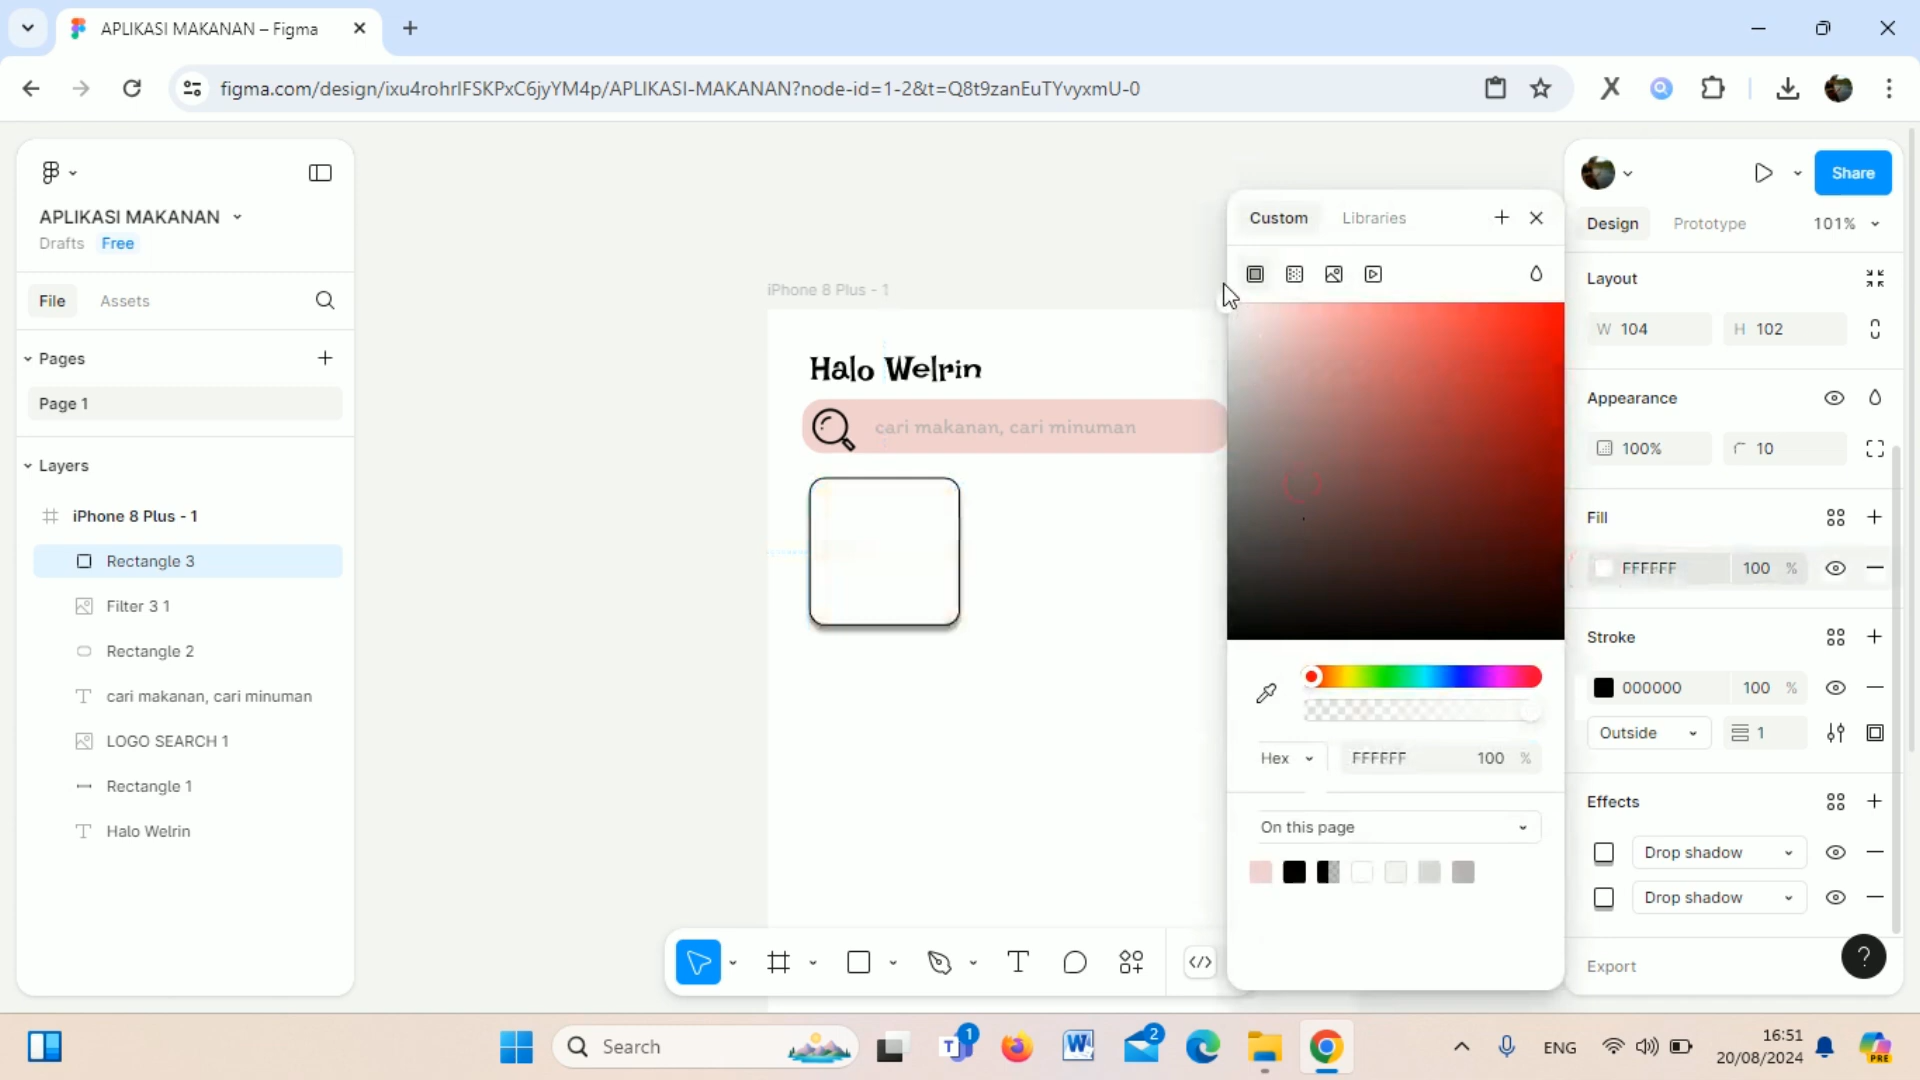 APLIKASI MAKANAN – Figma
figma.com/design/ixu4rohrlFSKPxC6jyYM4p/APLIKASI-MAKANAN?node-id=1-2&t=Q8t9zanEuTYvyxmU-0
APLIKASI MAKANAN
Drafts Free
File Assets
Pages
Page 1
Layers
iPhone 8 Plus - 1
Rectangle 3
Filter 3 1
Rectangle 2
cari makanan, cari minuman
LOGO SEARCH 1
Rectangle 1
Halo Welrin
iPhone 8 Plus - 1
Halo Welrin
cari makanan, cari minuman
Custom Libraries
Hex FFFFFF 100 %
On this page
Share
Design Prototype 101%
Layout
W 104 H 102
Appearance
100% 10
Fill
FFFFFF 100 %
Stroke
000000 100 %
Outside 1
Effects
Drop shadow
Drop shadow
Export
?
Search
1
2
ENG
16:51
20/08/2024
PRE